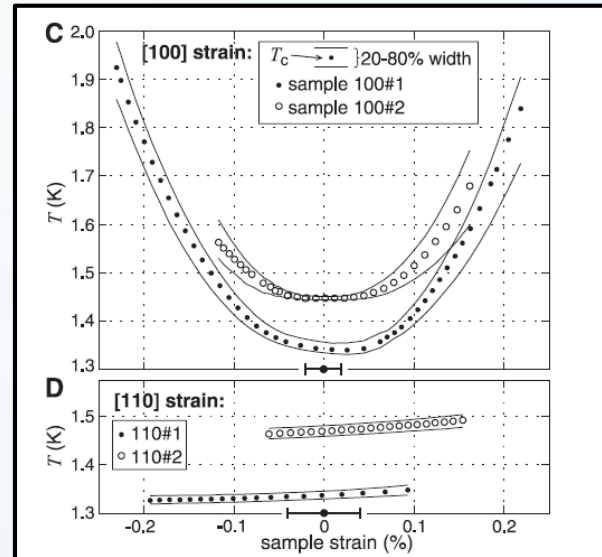 C
[100] strain:
Tc
}20-80% width
sample 100#1
sample 100#2
2.0
1.9
1.8
1.7
1.6
1.5
1.4
1.3
T (K)
D
[110] strain:
110#1
110#2
1.5
1.4
1.3
T (K)
-0.2 -0.1 0 0.1 0.2
sample strain (%)